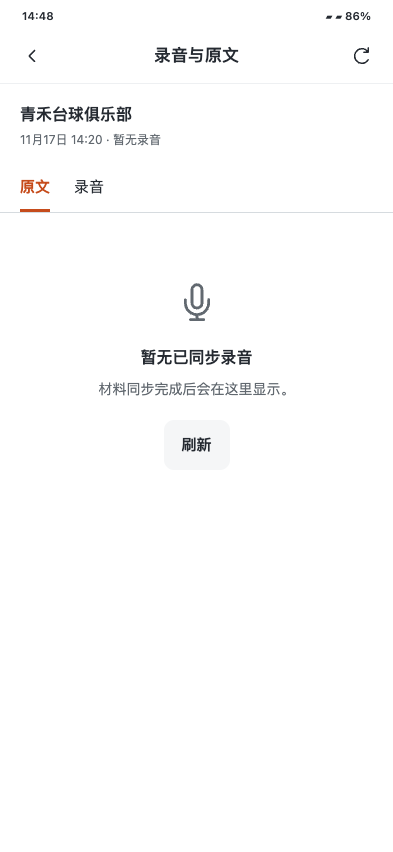 14:48
86%
录音与原文
青禾台球俱乐部
11月17日 14:20 · 暂无录音
原文 录音
暂无已同步录音
材料同步完成后会在这里显示。
刷新